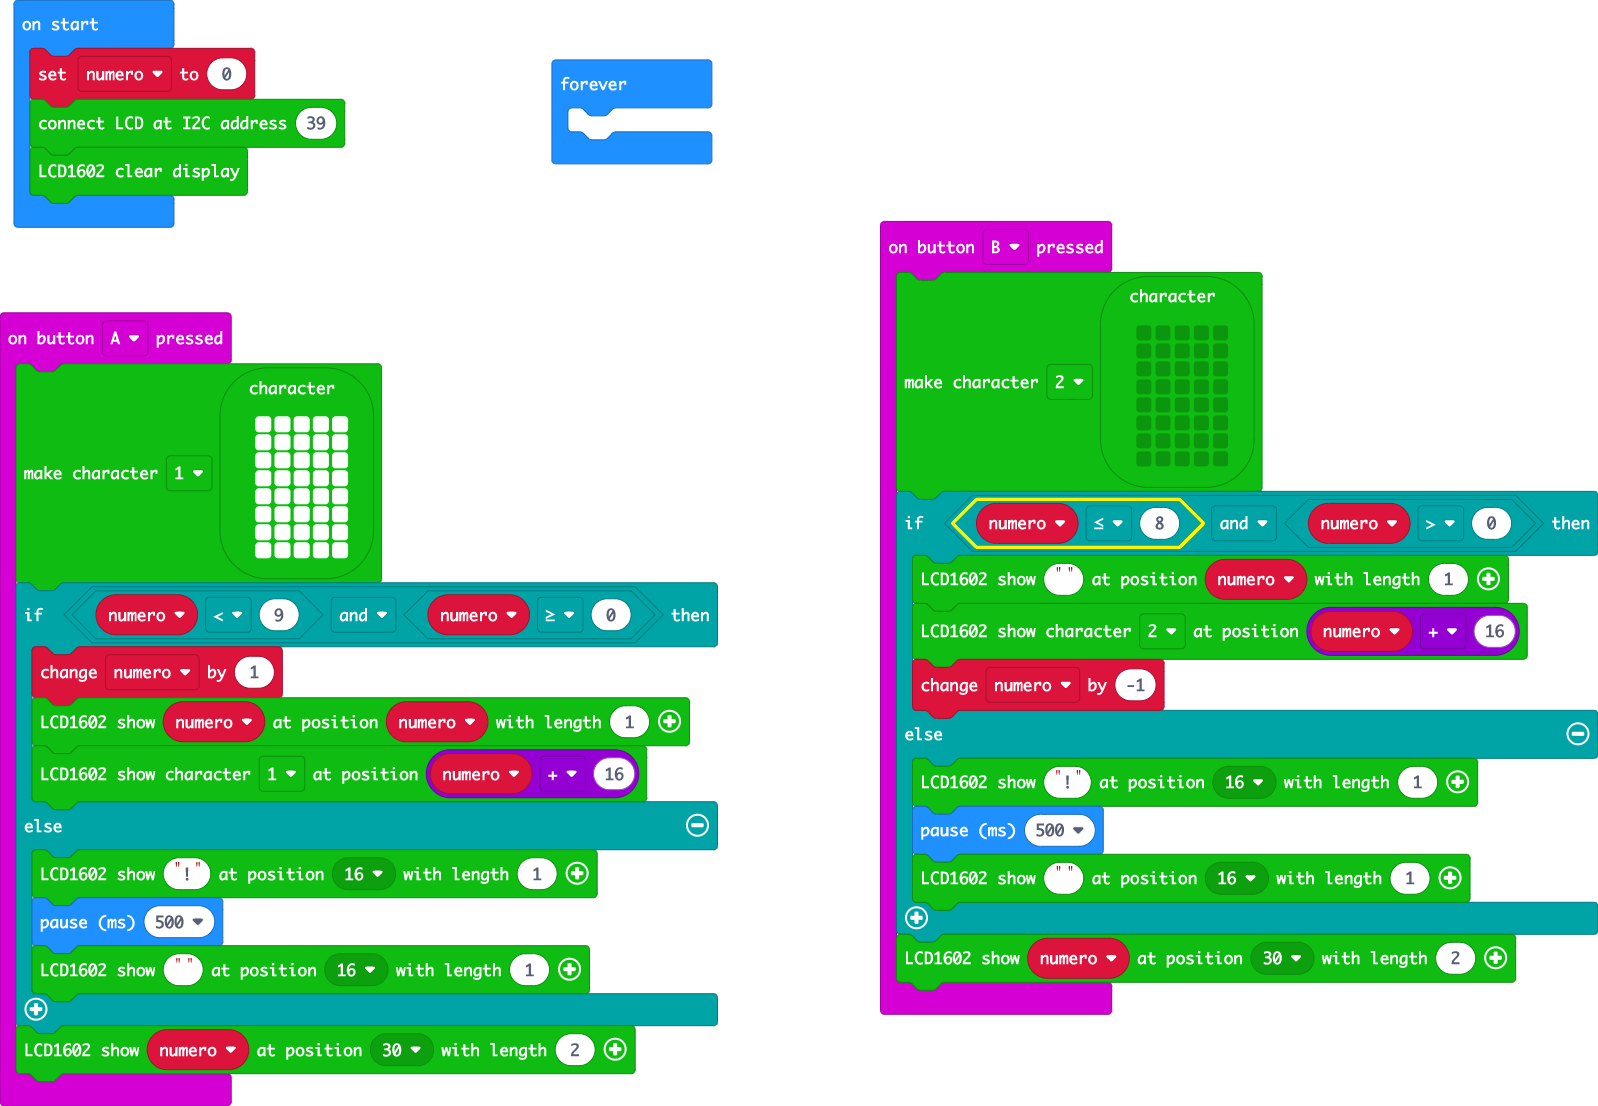 on start
set numero to 0
connect LCD at I2C address 39
LCD1602 clear display
forever
on button A pressed
character
make character 1
if numero < 9 and numero ≥ 0 then
change numero by 1
LCD1602 show numero at position numero with length 1
LCD1602 show character 1 at position numero + 16
else
LCD1602 show "!" at position 16 with length 1
pause (ms) 500
LCD1602 show " " at position 16 with length 1
LCD1602 show numero at position 30 with length 2
on button B pressed
character
make character 2
if numero ≤ 8 and numero > 0 then
LCD1602 show " " at position numero with length 1
LCD1602 show character 2 at position numero + 16
change numero by -1
else
LCD1602 show "!" at position 16 with length 1
pause (ms) 500
LCD1602 show " " at position 16 with length 1
LCD1602 show numero at position 30 with length 2